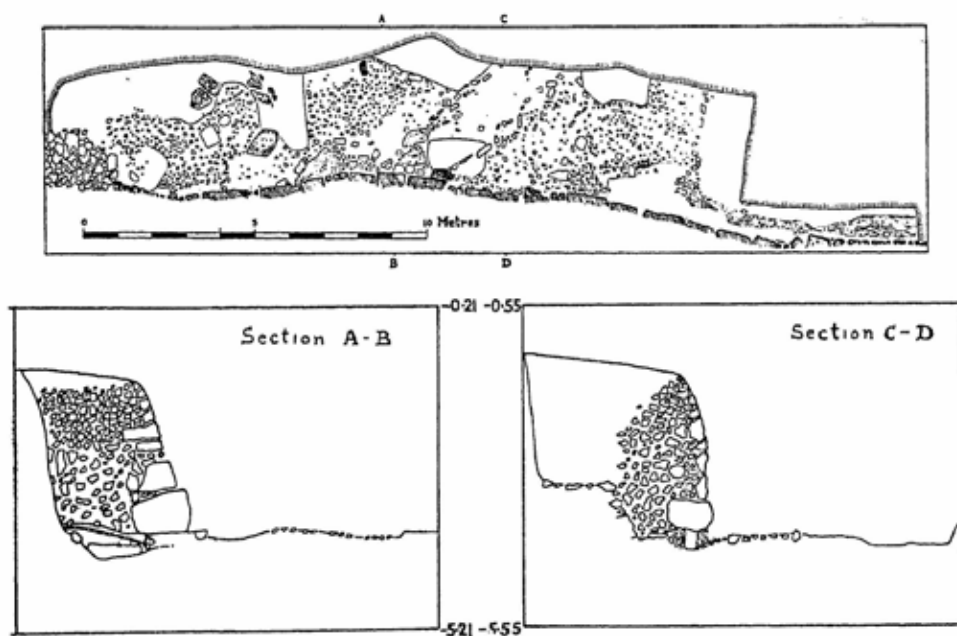 A C
0 5 10 Metres
B D
-0.21 -0.55
Section A-B
Section C-D
-5.21 -5.55